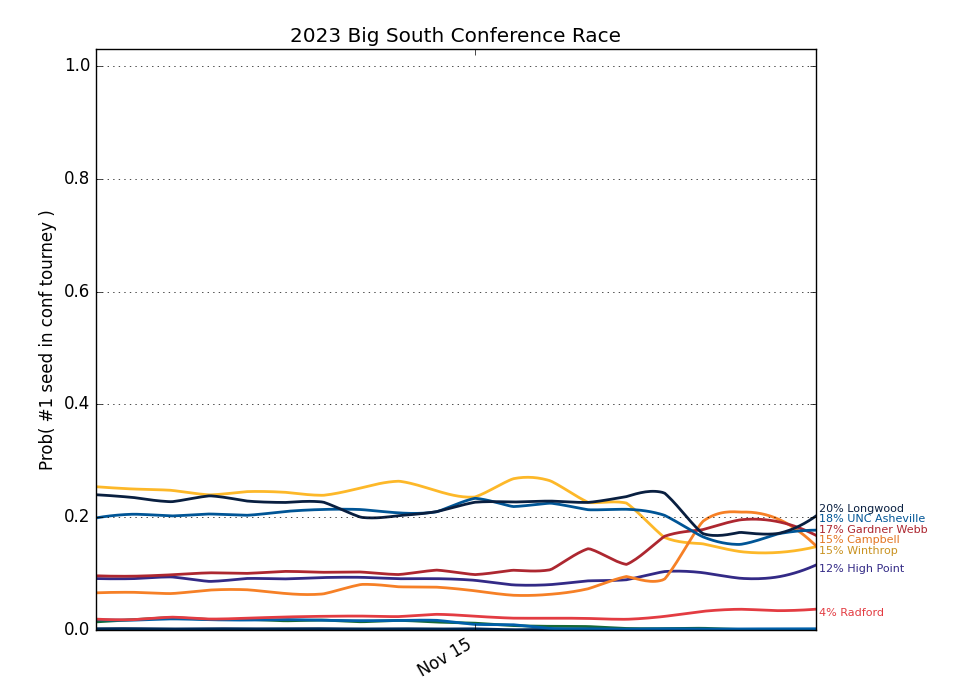 2023 Big South Conference Race
Prob( #1 seed in conf tourney )
1.0
0.8
0.6
0.4
0.2
0.0
Nov 15
20% Longwood
18% UNC Asheville
17% Gardner Webb
15% Campbell
15% Winthrop
12% High Point
4% Radford